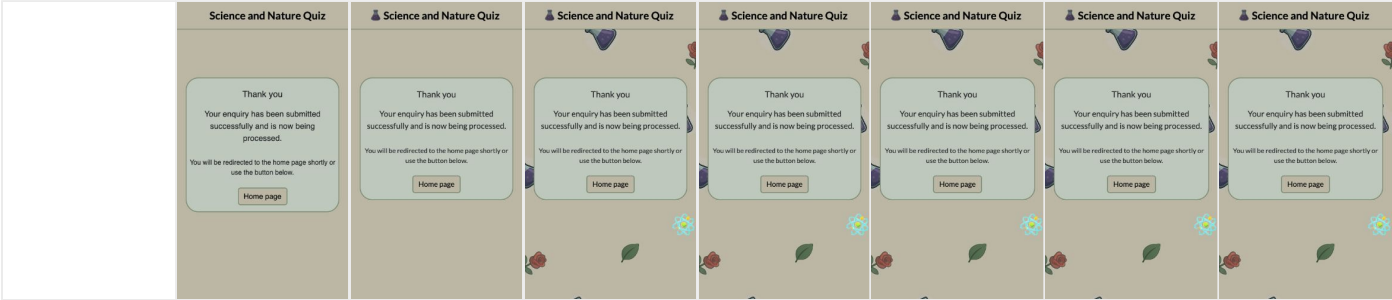 Science and Nature Quiz
Thank you
Your enquiry has been submitted
successfully and is now being
processed.
You will be redirected to the home page shortly or
use the button below.
Home page
Science and Nature Quiz
Thank you
Your enquiry has been submitted
successfully and is now being processed.
You will be redirected to the home page shortly or
use the button below.
Home page
Science and Nature Quiz
Thank you
Your enquiry has been submitted
successfully and is now being processed.
You will be redirected to the home page shortly or
use the button below.
Home page
Science and Nature Quiz
Thank you
Your enquiry has been submitted
successfully and is now being processed.
You will be redirected to the home page shortly or
use the button below.
Home page
Science and Nature Quiz
Thank you
Your enquiry has been submitted
successfully and is now being processed.
You will be redirected to the home page shortly or
use the button below.
Home page
Science and Nature Quiz
Thank you
Your enquiry has been submitted
successfully and is now being processed.
You will be redirected to the home page shortly or
use the button below.
Home page
Science and Nature Quiz
Thank you
Your enquiry has been submitted
successfully and is now being processed.
You will be redirected to the home page shortly or
use the button below.
Home page